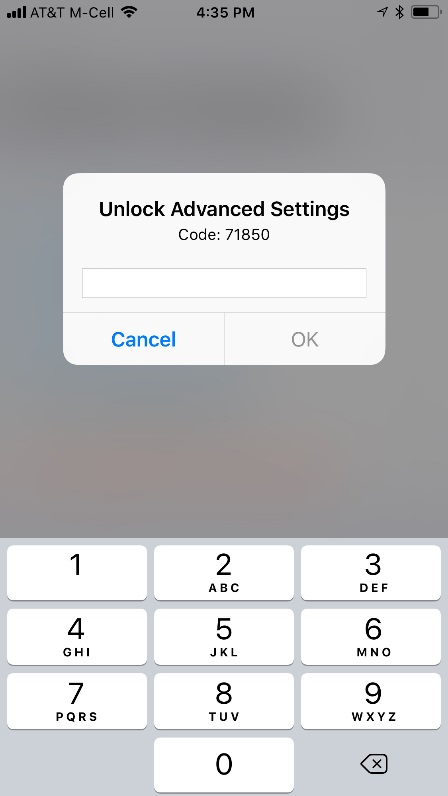 AT&T M-Cell 4:35 PM
Unlock Advanced Settings
Code: 71850
Cancel OK
1 2 3
ABC DEF
4 5 6
GHI JKL MNO
7 8 9
PQRS TUV WXYZ
0